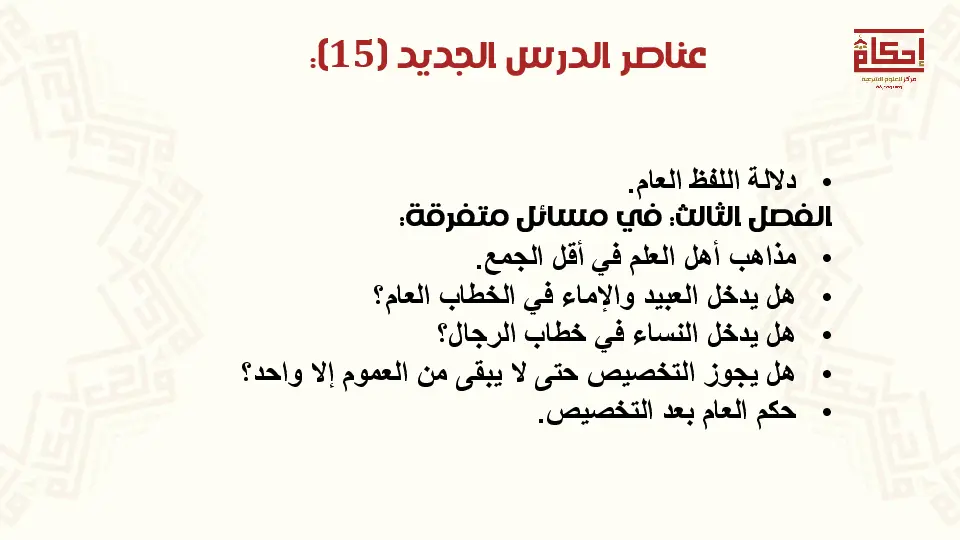 عناصر الدرس الجديد (15):
إحكام
مركز للعلوم الشرعية
• دلالة اللفظ العام.
الفصل الثالث: في مسائل متفرقة:
• مذاهب أهل العلم في أقل الجمع.
• هل يدخل العبيد والإماء في الخطاب العام؟
• هل يدخل النساء في خطاب الرجال؟
• هل يجوز التخصيص حتى لا يبقى من العموم إلا واحد؟
• حكم العام بعد التخصيص.